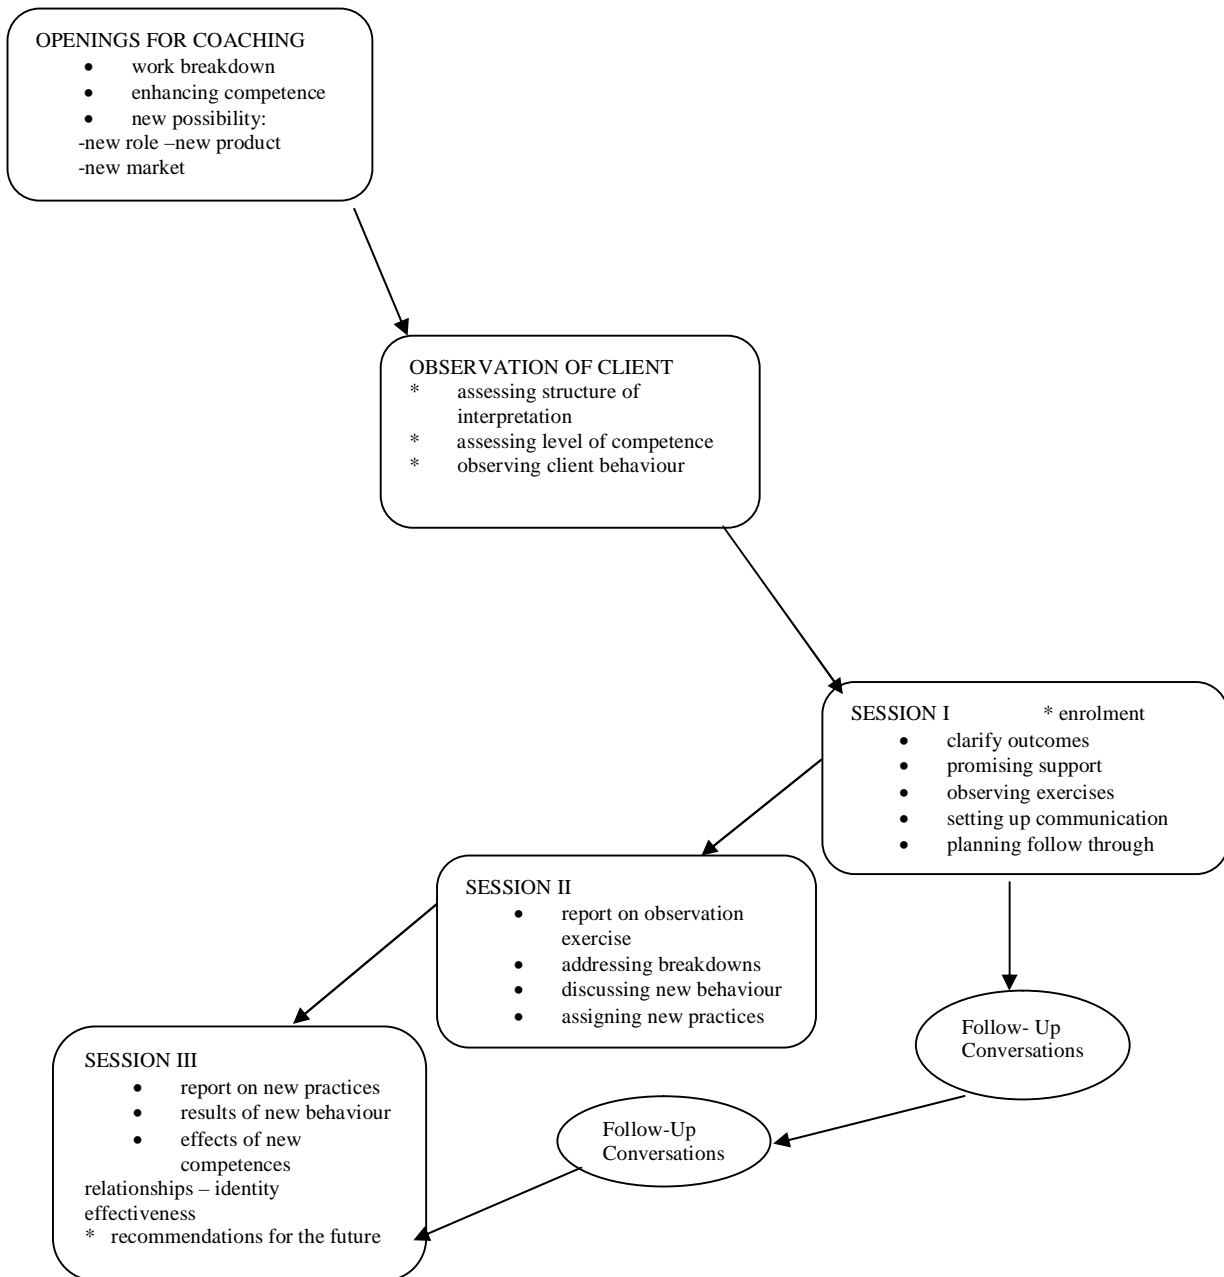 OPENINGS FOR COACHING
• work breakdown
• enhancing competence
• new possibility:
-new role –new product
-new market
OBSERVATION OF CLIENT
* assessing structure of
interpretation
* assessing level of competence
* observing client behaviour
SESSION I * enrolment
• clarify outcomes
• promising support
• observing exercises
• setting up communication
• planning follow through
SESSION II
• report on observation
exercise
• addressing breakdowns
• discussing new behaviour
• assigning new practices
Follow- Up
Conversations
SESSION III
• report on new practices
• results of new behaviour
• effects of new
competences
relationships – identity
effectiveness
* recommendations for the future
Follow-Up
Conversations